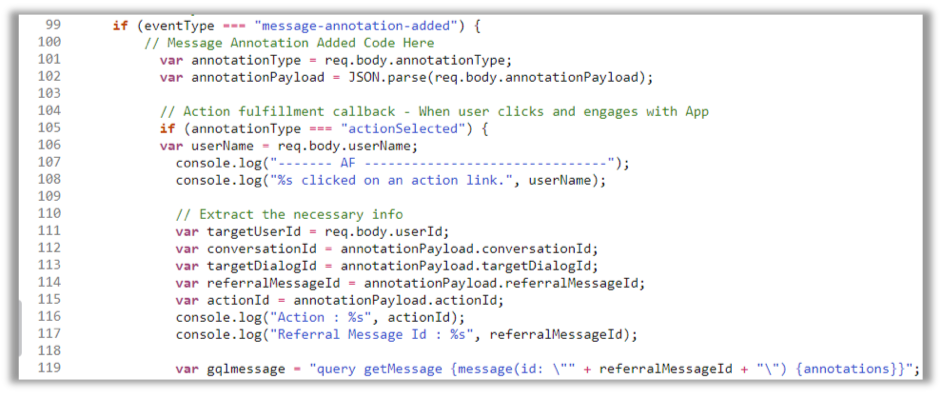 99 if (eventType === "message-annotation-added") {
100 // Message Annotation Added Code Here
101 var annotationType = req.body.annotationType;
102 var annotationPayload = JSON.parse(req.body.annotationPayload);
103
104 // Action fulfillment callback - When user clicks and engages with App
105 if (annotationType === "actionSelected") {
106 var userName = req.body.userName;
107 console.log("------- AF -------------------------------");
108 console.log("%s clicked on an action link.", userName);
109
110 // Extract the necessary info
111 var targetUserId = req.body.userId;
112 var conversationId = annotationPayload.conversationId;
113 var targetDialogId = annotationPayload.targetDialogId;
114 var referralMessageId = annotationPayload.referralMessageId;
115 var actionId = annotationPayload.actionId;
116 console.log("Action : %s", actionId);
117 console.log("Referral Message Id : %s", referralMessageId);
118
119 var gqlmessage = "query getMessage {message(id: \"" + referralMessageId + "\") {annotations}}";